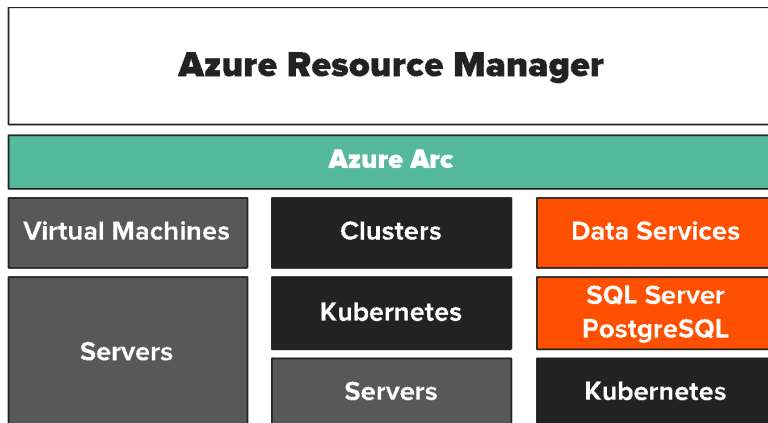 Azure Resource Manager
Azure Arc
Virtual Machines
Clusters
Data Services
Servers
Kubernetes
SQL Server
PostgreSQL
Servers
Kubernetes